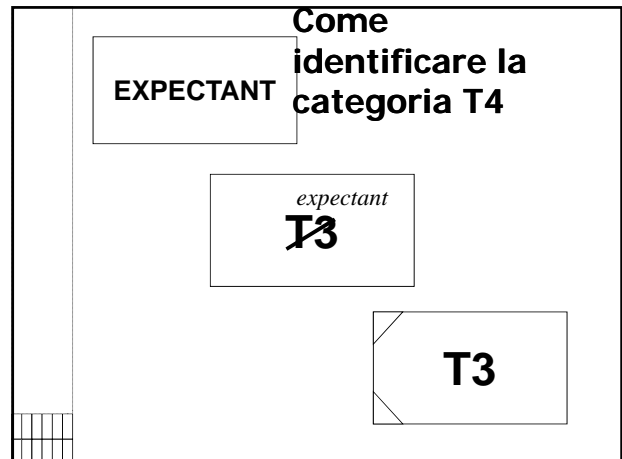 Come
identificare la
categoria T4
EXPECTANT
expectant
T3
T3